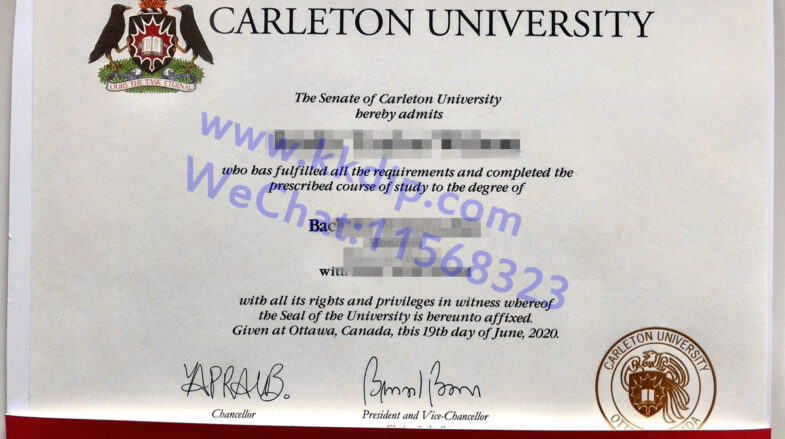 CARLETON UNIVERSITY
OURS THE TASK ETERNAL
The Senate of Carleton University
hereby admits
who has fulfilled all the requirements and completed the
prescribed course of study to the degree of
Bac
with
with all its rights and privileges in witness whereof
the Seal of the University is hereunto affixed.
Given at Ottawa, Canada, this 19th day of June, 2020.
Chancellor
President and Vice-Chancellor
CARLETON UNIVERSITY
OTTAWA CANADA
www.kkdip.com
WeChat:11568323